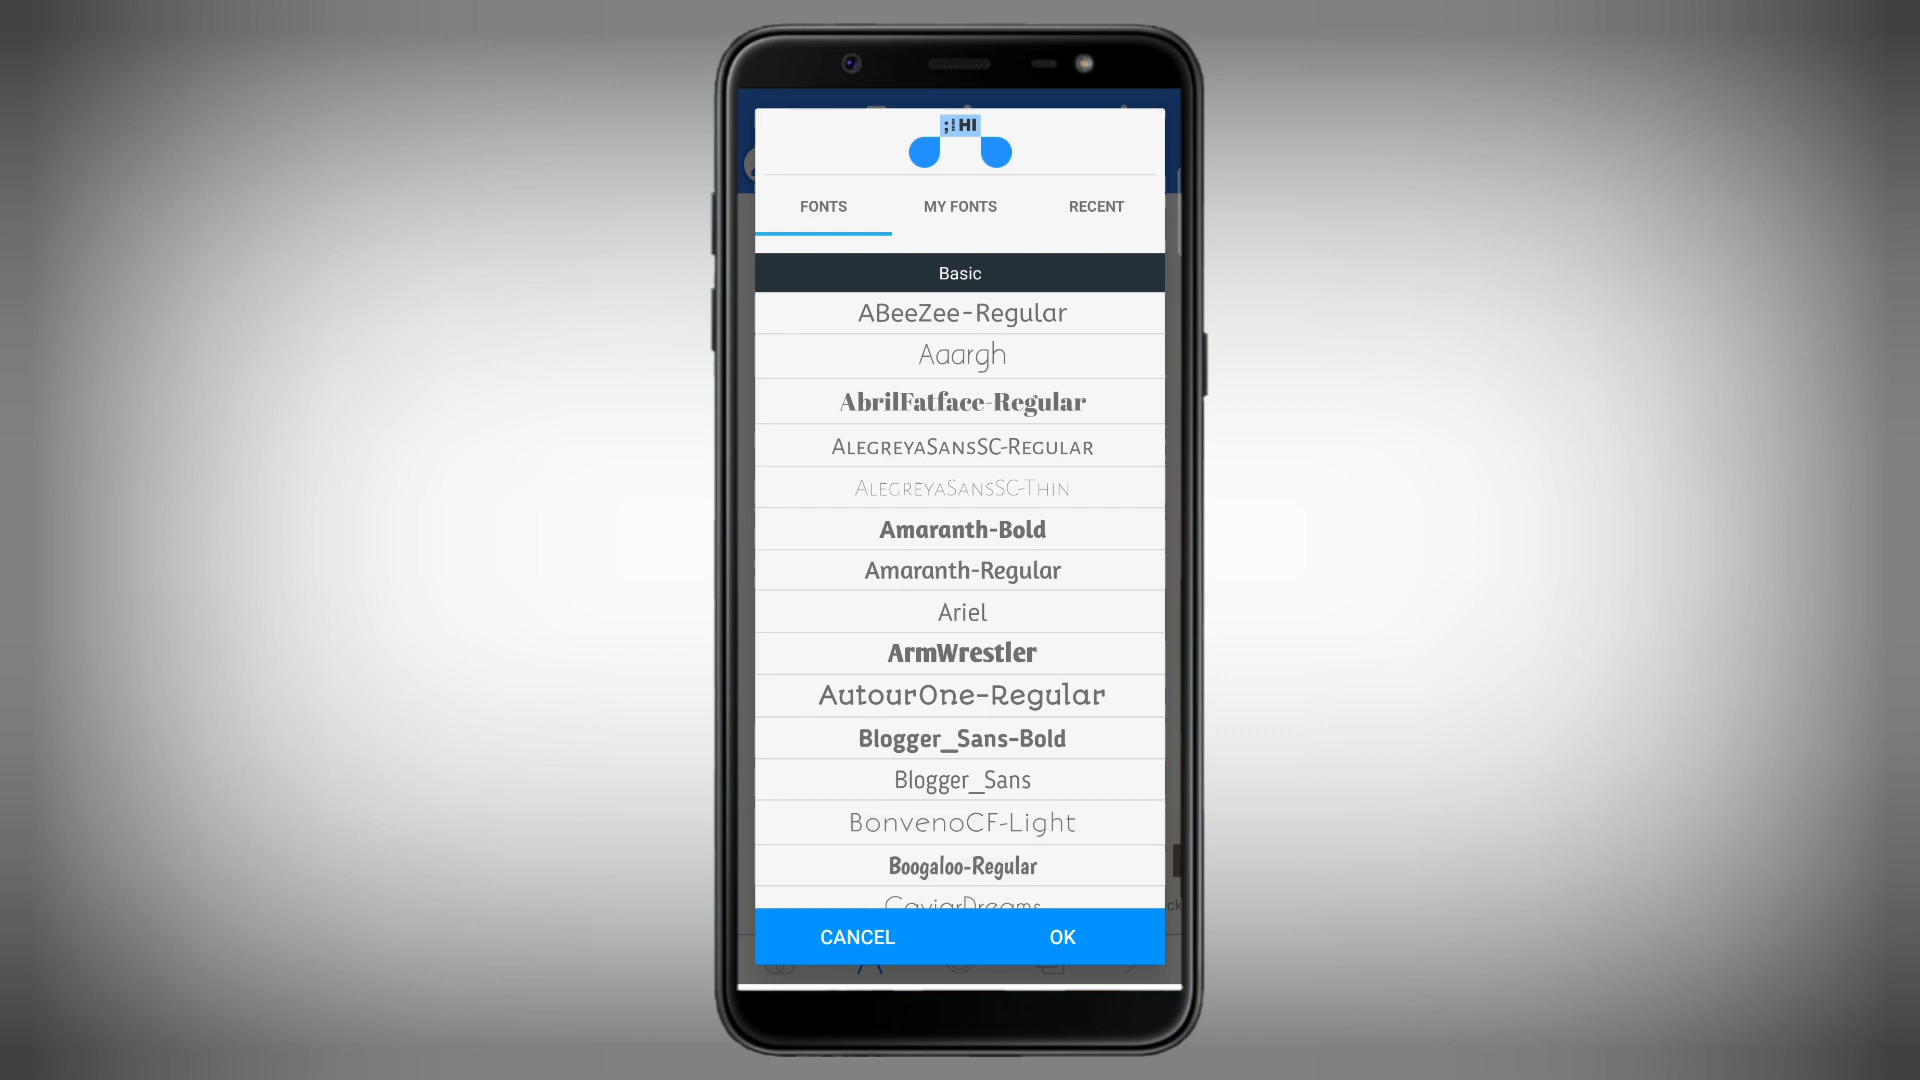 HI
FONTS MY FONTS RECENT
Basic
ABeeZee-Regular
Aaargh
AbrilFatface-Regular
AlegreyaSansSC-Regular
AlegreyaSansSC-Thin
Amaranth-Bold
Amaranth-Regular
Ariel
ArmWrestler
AutourOne-Regular
Blogger_Sans-Bold
Blogger_Sans
BonvenoCF-Light
Boogaloo-Regular
CaviarDreams
CANCEL OK